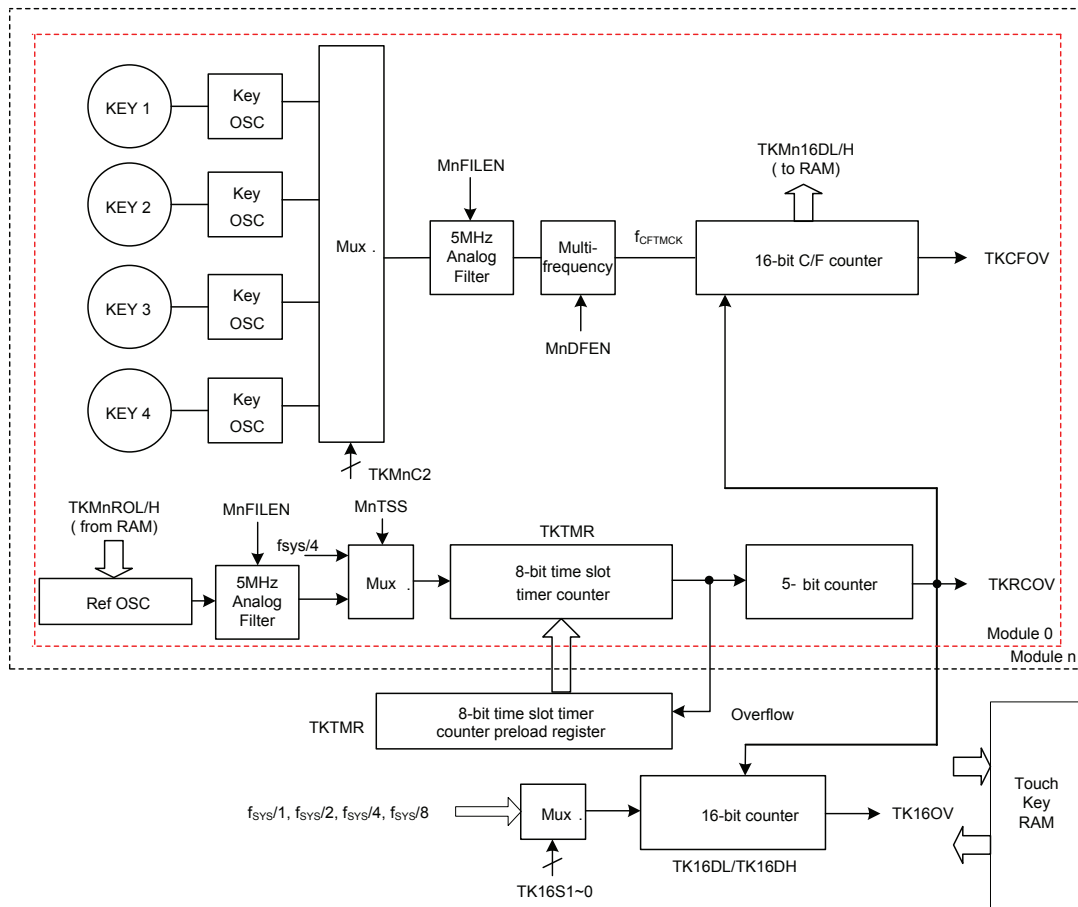 KEY 1
Key
OSC
KEY 2
Key
OSC
KEY 3
Key
OSC
KEY 4
Key
OSC
Mux .
TKMnC2
MnFILEN
5MHz
Analog
Filter
Multi-
frequency
MnDFEN
fCFTMCK
TKMn16DL/H
( to RAM)
16-bit C/F counter
TKCFOV
TKMnROL/H
( from RAM)
Ref OSC
MnFILEN
5MHz
Analog
Filter
fsys/4
MnTSS
Mux .
TKTMR
8-bit time slot
timer counter
5- bit counter
TKRCOV
Module 0
Module n
TKTMR
8-bit time slot timer
counter preload register
Overflow
fSYS/1, fSYS/2, fSYS/4, fSYS/8
Mux .
TK16S1~0
16-bit counter
TK16DL/TK16DH
TK16OV
Touch
Key
RAM